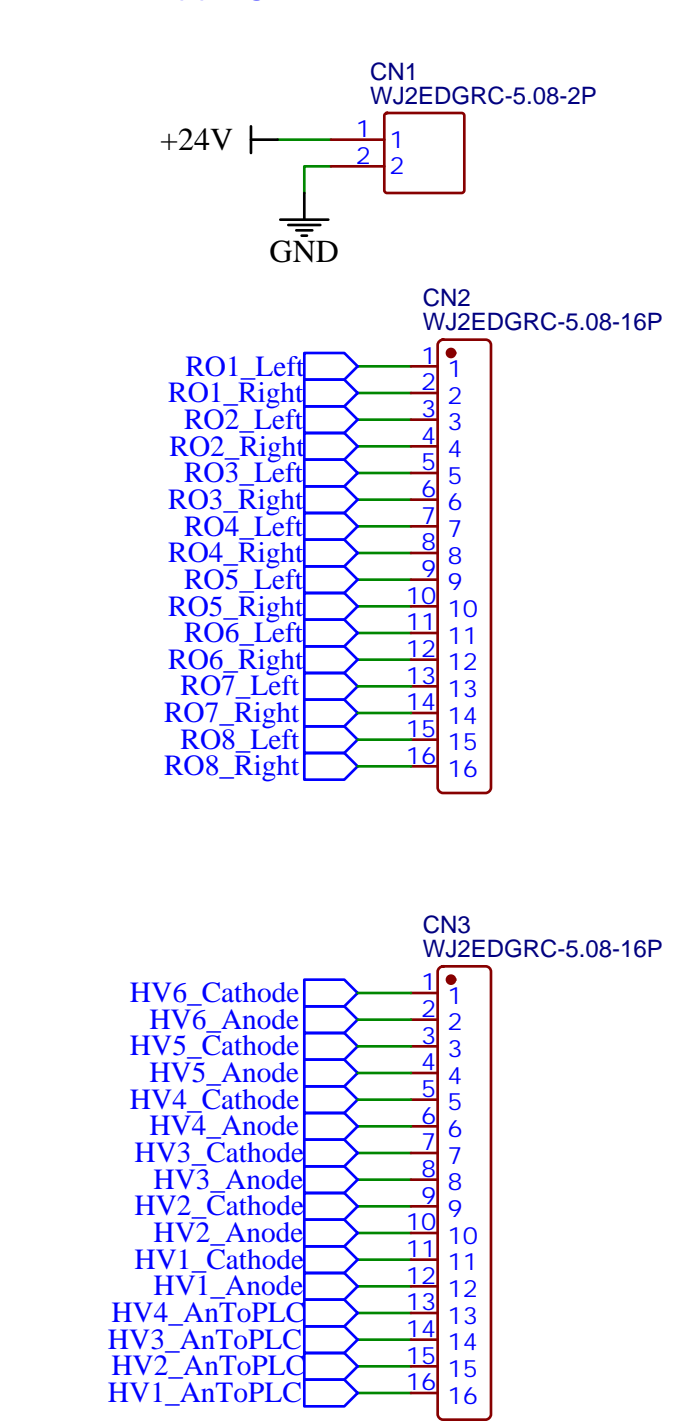 CN1
WJ2EDGRC-5.08-2P
+24V 1 1
2 2
GND
CN2
WJ2EDGRC-5.08-16P
RO1_Left 1 1
RO1_Right 2 2
RO2_Left 3 3
RO2_Right 4 4
RO3_Left 5 5
RO3_Right 6 6
RO4_Left 7 7
RO4_Right 8 8
RO5_Left 9 9
RO5_Right 10 10
RO6_Left 11 11
RO6_Right 12 12
RO7_Left 13 13
RO7_Right 14 14
RO8_Left 15 15
RO8_Right 16 16
CN3
WJ2EDGRC-5.08-16P
HV6_Cathode 1 1
HV6_Anode 2 2
HV5_Cathode 3 3
HV5_Anode 4 4
HV4_Cathode 5 5
HV4_Anode 6 6
HV3_Cathode 7 7
HV3_Anode 8 8
HV2_Cathode 9 9
HV2_Anode 10 10
HV1_Cathode 11 11
HV1_Anode 12 12
HV4_AnToPLC 13 13
HV3_AnToPLC 14 14
HV2_AnToPLC 15 15
HV1_AnToPLC 16 16